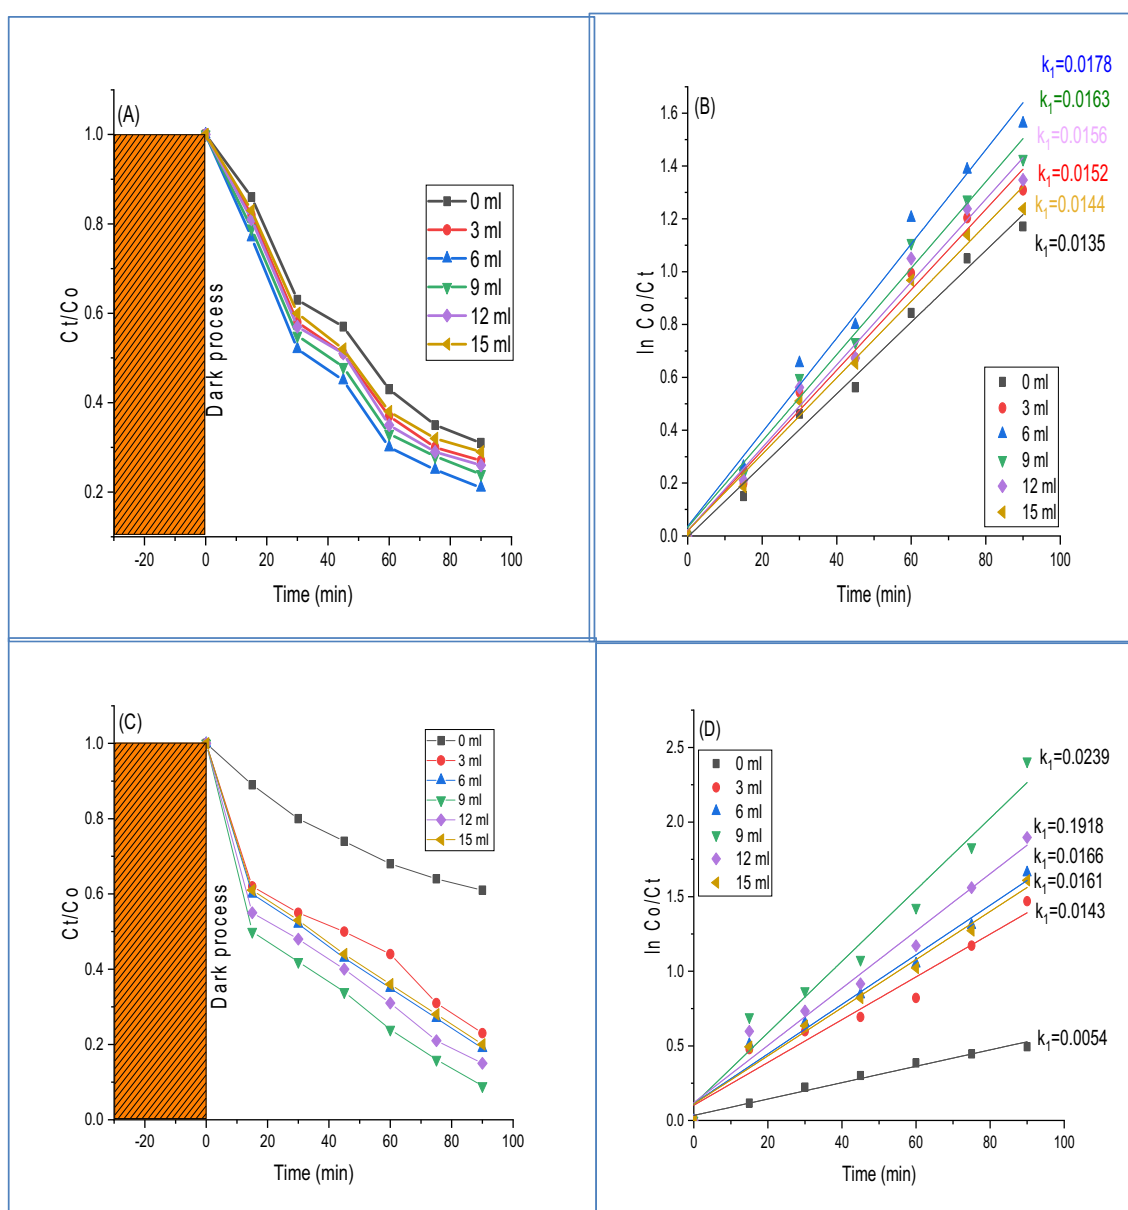 (A)
Ct/Co
1.0
0.8
0.6
0.4
0.2
Dark process
0 ml
3 ml
6 ml
9 ml
12 ml
15 ml
-20
0
20
40
60
80
100
Time (min)
(B)
ln Co/Ct
1.6
1.4
1.2
1.0
0.8
0.6
0.4
0.2
0.0
k1=0.0178
k1=0.0163
k1=0.0156
k1=0.0152
k1=0.0144
k1=0.0135
0 ml
3 ml
6 ml
9 ml
12 ml
15 ml
0
20
40
60
80
100
Time (min)
(C)
Ct/Co
1.0
0.8
0.6
0.4
0.2
0.0
Dark process
0 ml
3 ml
6 ml
9 ml
12 ml
15 ml
-20
0
20
40
60
80
100
Time (min)
(D)
ln Co/Ct
2.5
2.0
1.5
1.0
0.5
0.0
0 ml
3 ml
6 ml
9 ml
12 ml
15 ml
k1=0.0239
k1=0.1918
k1=0.0166
k1=0.0161
k1=0.0143
k1=0.0054
0
20
40
60
80
100
Time (min)